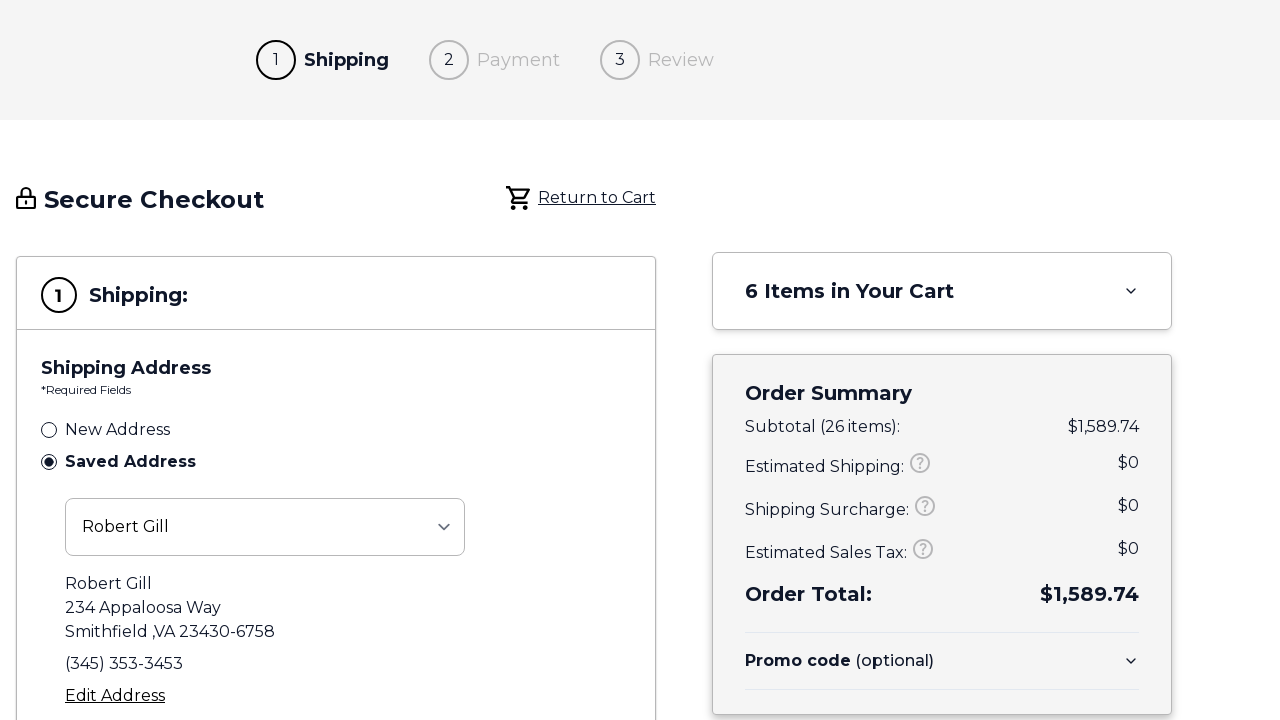 1 Shipping 2 Payment 3 Review
Secure Checkout
Return to Cart
1 Shipping:
Shipping Address
*Required Fields
New Address
Saved Address
Robert Gill
Robert Gill
234 Appaloosa Way
Smithfield ,VA 23430-6758
(345) 353-3453
Edit Address
6 Items in Your Cart
Order Summary
Subtotal (26 items): $1,589.74
Estimated Shipping: ? $0
Shipping Surcharge: ? $0
Estimated Sales Tax: ? $0
Order Total: $1,589.74
Promo code (optional)